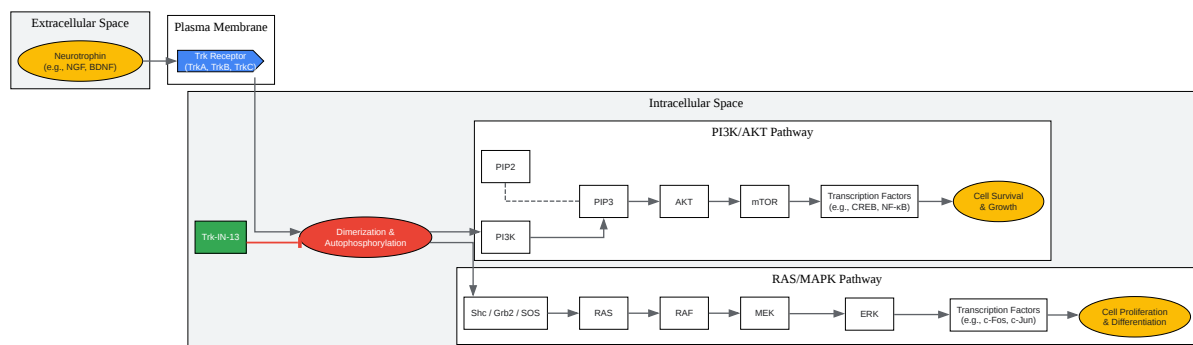 Extracellular Space
Neurotrophin
(e.g., NGF, BDNF)
Plasma Membrane
Trk Receptor
(TrkA, TrkB, TrkC)
Intracellular Space
Trk-IN-13
Dimerization &
Autophosphorylation
PI3K/AKT Pathway
PIP2
PI3K
PIP3
AKT
mTOR
Transcription Factors
(e.g., CREB, NF-κB)
Cell Survival
& Growth
RAS/MAPK Pathway
Shc / Grb2 / SOS
RAS
RAF
MEK
ERK
Transcription Factors
(e.g., c-Fos, c-Jun)
Cell Proliferation
& Differentiation